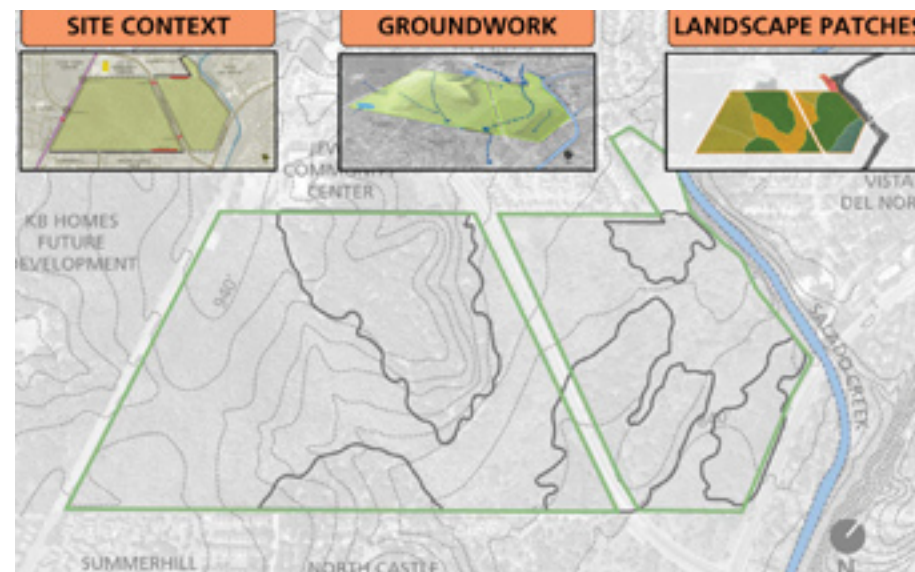 SITE CONTEXT
GROUNDWORK
LANDSCAPE PATCHES
COMMUNITY
CENTER
VISTA
DEL NOR
KB HOMES
FUTURE
DEVELOPMENT
940'
SALADO CREEK
SUMMERHILL
NORTH CASTLE
N